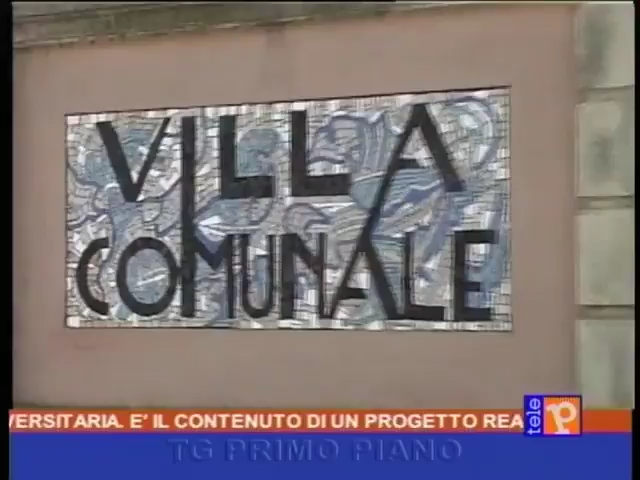 VILLA
COMUNALE
VERSITARIA. E' IL CONTENUTO DI UN PROGETTO REA
tele p
TG PRIMO PIANO